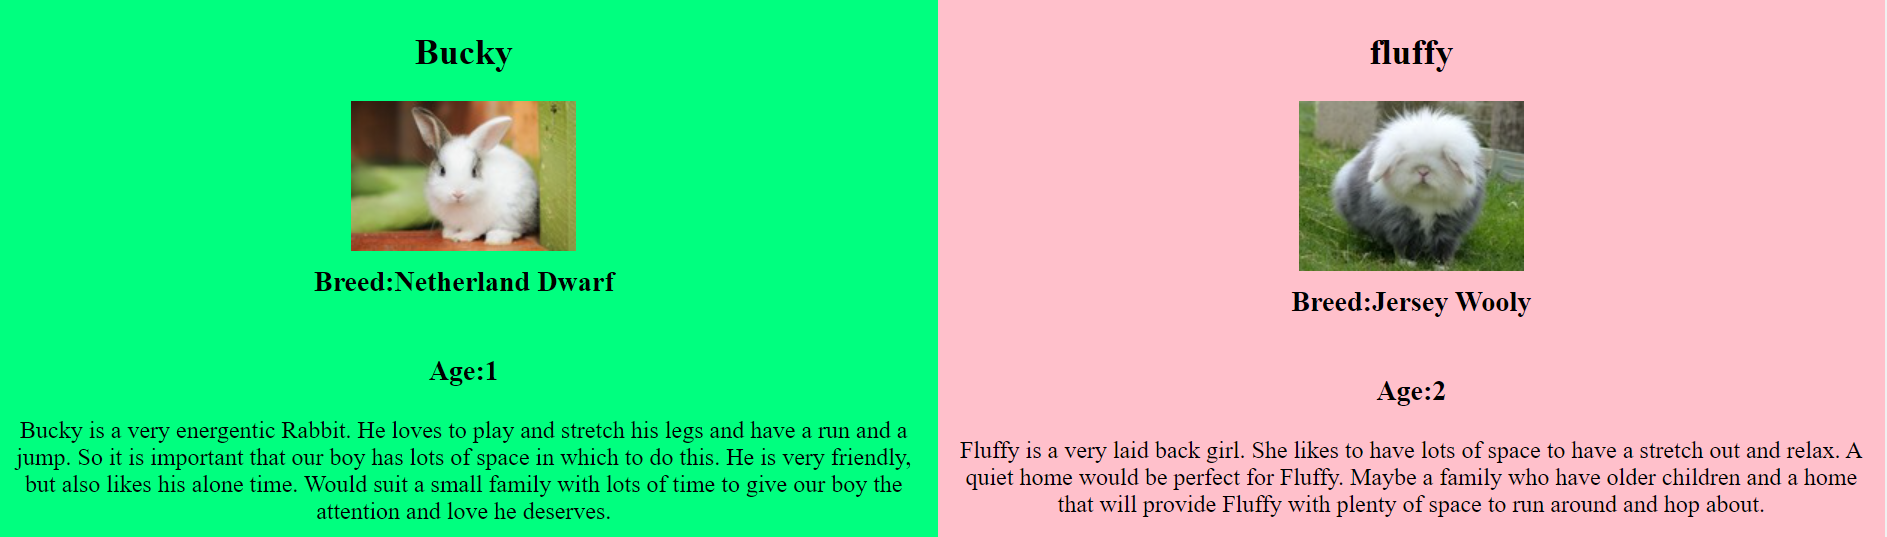 Bucky
Breed:Netherland Dwarf
Age:1
Bucky is a very energentic Rabbit. He loves to play and stretch his legs and have a run and a
jump. So it is important that our boy has lots of space in which to do this. He is very friendly,
but also likes his alone time. Would suit a small family with lots of time to give our boy the
attention and love he deserves.
fluffy
Breed:Jersey Wooly
Age:2
Fluffy is a very laid back girl. She likes to have lots of space to have a stretch out and relax. A
quiet home would be perfect for Fluffy. Maybe a family who have older children and a home
that will provide Fluffy with plenty of space to run around and hop about.